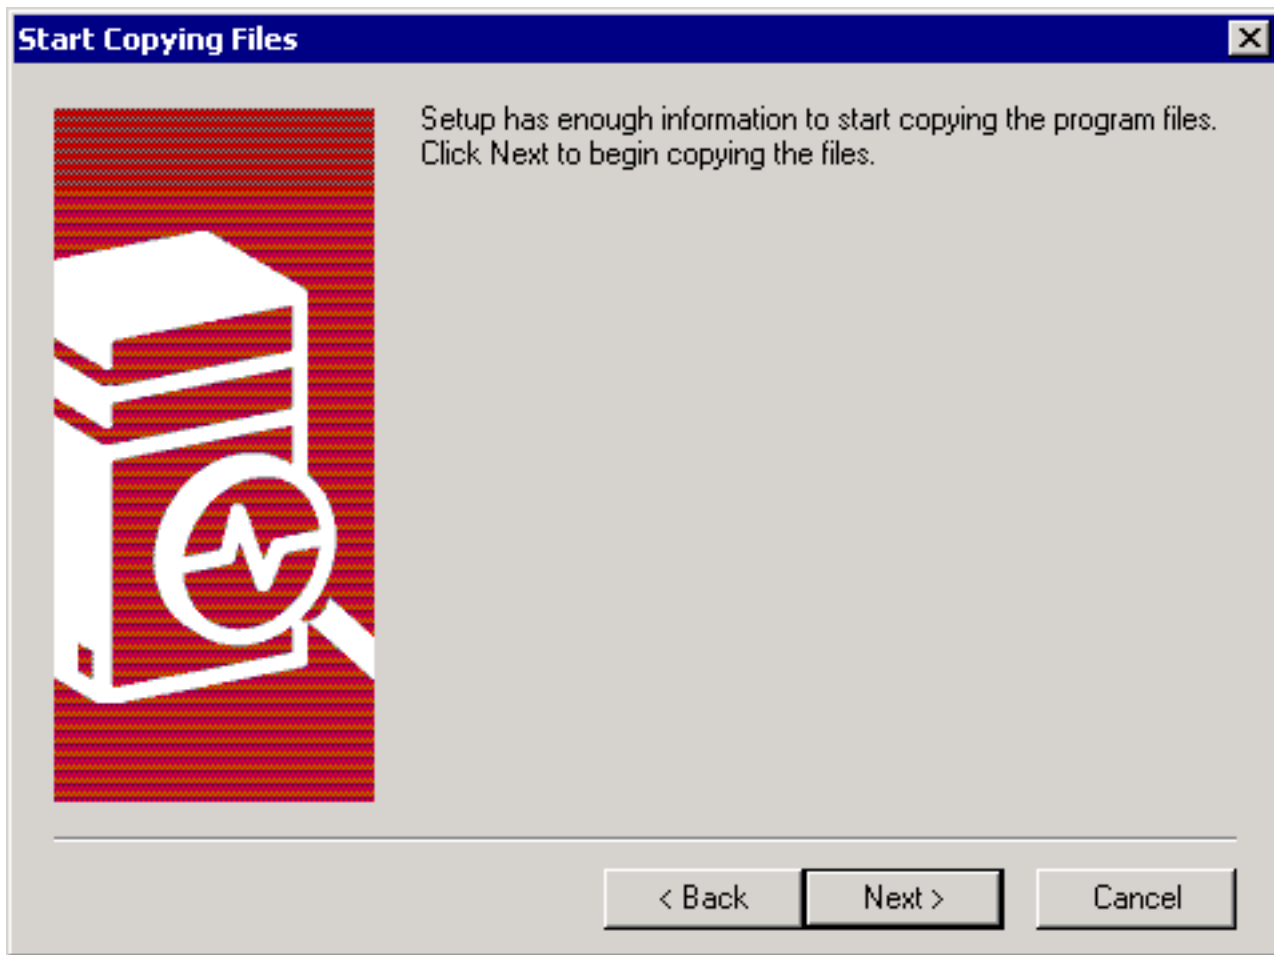 Start Copying Files
Setup has enough information to start copying the program files.
Click Next to begin copying the files.
< Back
Next >
Cancel